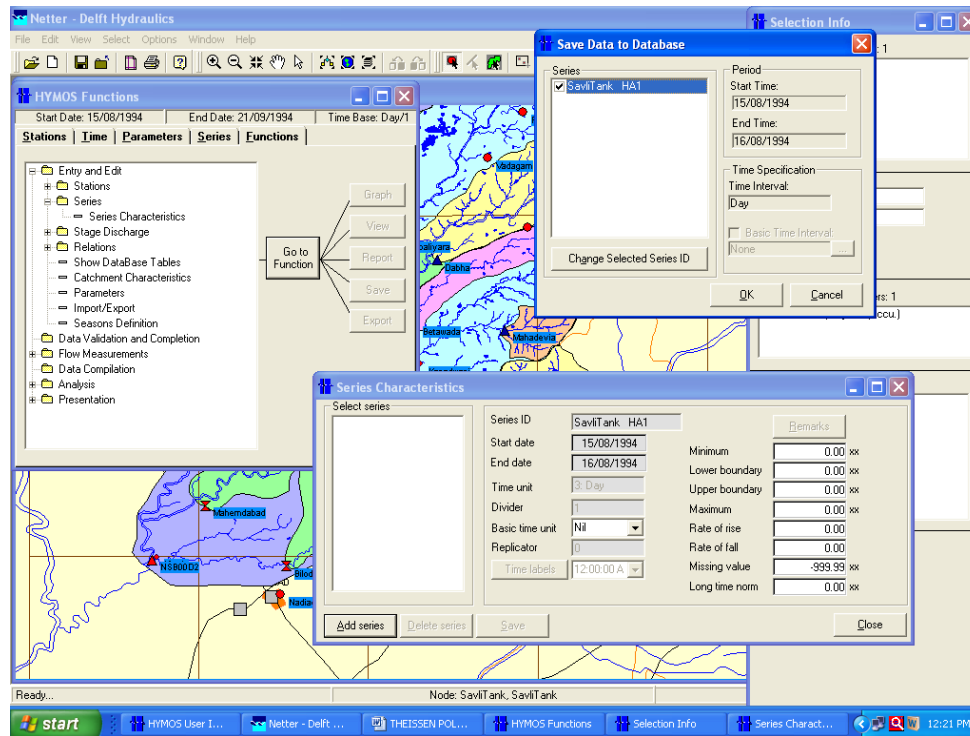 Netter - Delft Hydraulics
File Edit View Select Options Window Help
HYMOS Functions
Start Date: 15/08/1994 End Date: 21/09/1994 Time Base: Day/1
Stations Time Parameters Series Functions
Entry and Edit
Stations
Series
Series Characteristics
Stage Discharge
Relations
Show DataBase Tables
Catchment Characteristics
Parameters
Import/Export
Seasons Definition
Data Validation and Completion
Flow Measurements
Data Compilation
Analysis
Presentation
Go to
Function
Graph
View
Report
Save
Export
Vadagam
Dabha
Betawada
Mahadevia
Mahemdabad
NSB00D2
Selection Info
: 1
ers: 1
ccu.)
Save Data to Database
Series
SavliTank HA1
Change Selected Series ID
Period
Start Time:
15/08/1994
End Time:
16/08/1994
Time Specification
Time Interval:
Day
Basic Time Interval:
None
...
OK Cancel
Series Characteristics
Select series
Series ID SavliTank HA1
Start date 15/08/1994
End date 16/08/1994
Time unit 3: Day
Divider 1
Basic time unit Nil
Replicator 0
Time labels 12:00:00 A
Remarks
Minimum 0.00 xx
Lower boundary 0.00 xx
Upper boundary 0.00 xx
Maximum 0.00 xx
Rate of rise 0.00
Rate of fall 0.00
Missing value -999.99 xx
Long time norm 0.00 xx
Add series Delete series Save Close
Ready... Node: SavliTank, SavliTank
start HYMOS User I... Netter - Delft ... THEISSEN POL... HYMOS Functions Selection Info Series Charact... 12:21 PM